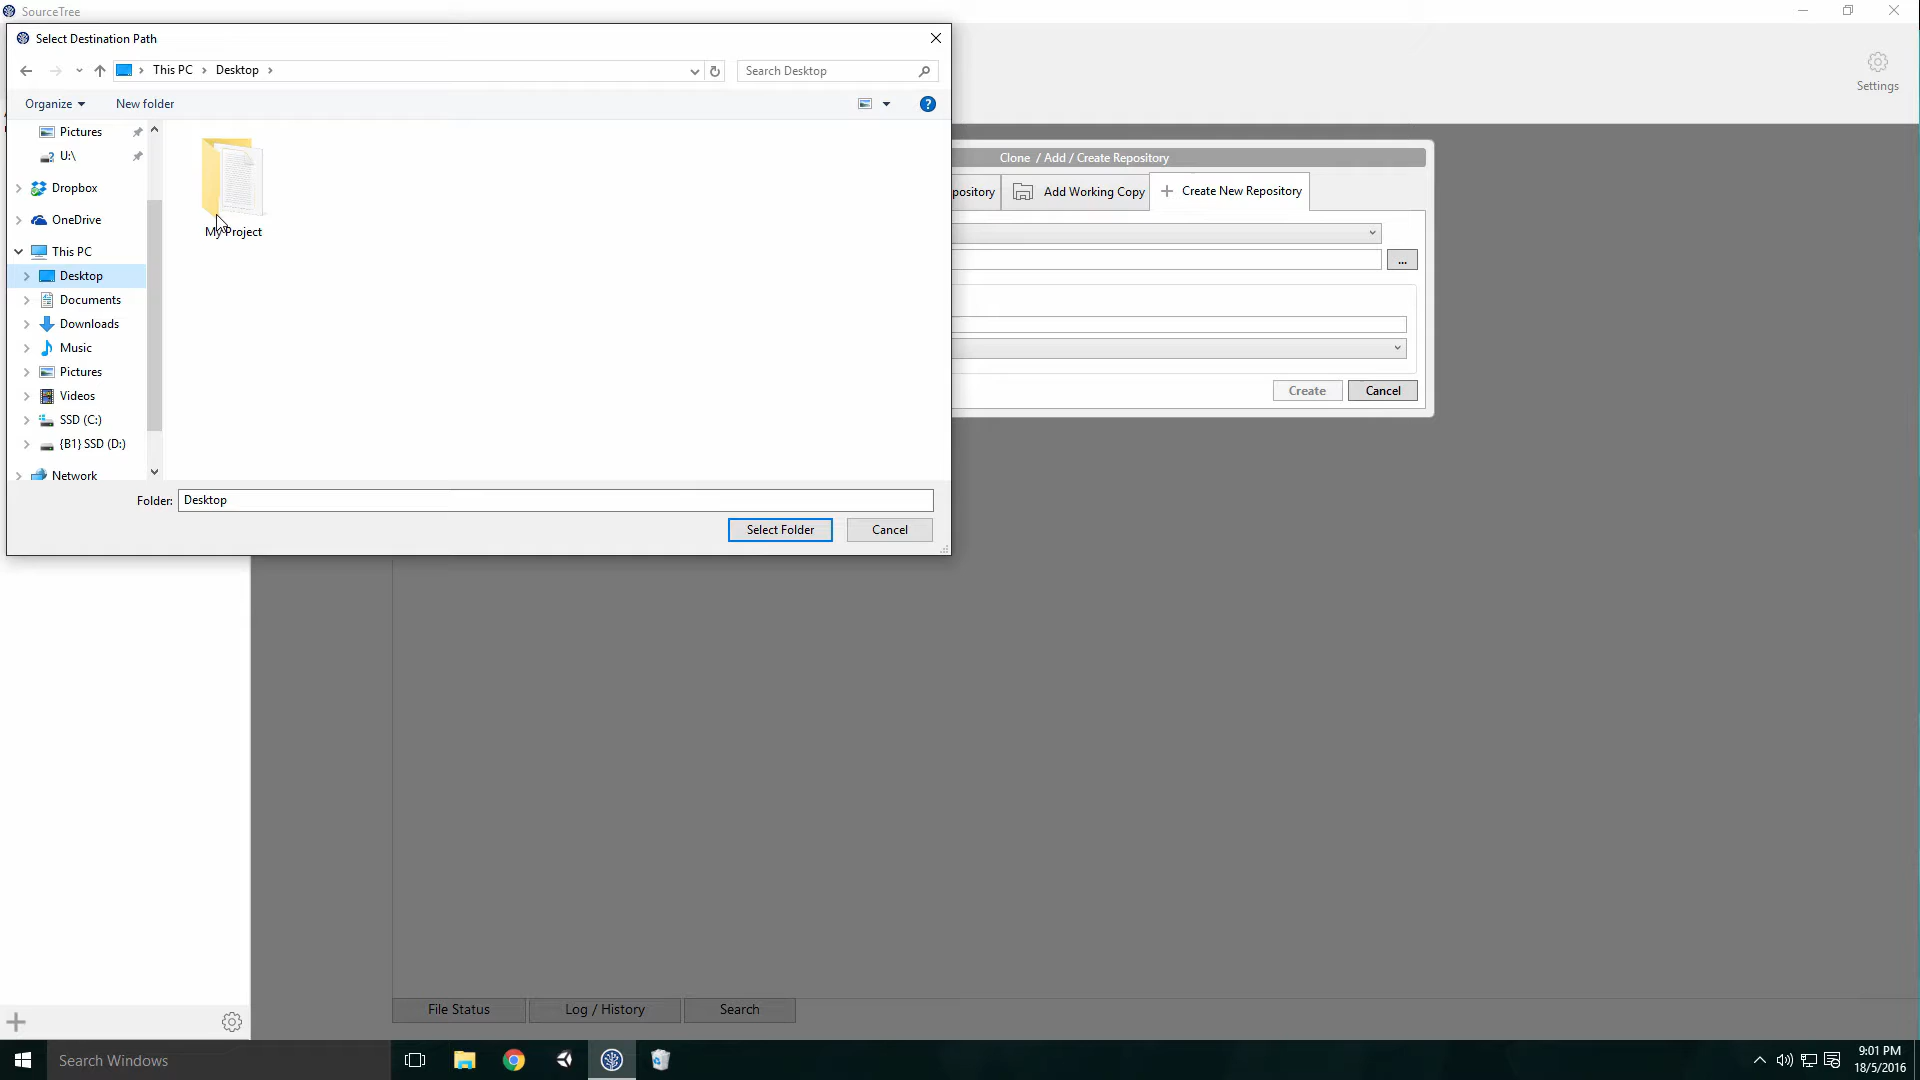 SourceTree
Select Destination Path
This PC
Desktop
Search Desktop
Organize
New folder
?
Settings
Pictures
U:\
Dropbox
OneDrive
This PC
Desktop
Documents
Downloads
Music
Pictures
Videos
SSD (C:)
{B1} SSD (D:)
Network
My Project
Folder: Desktop
Select Folder
Cancel
Clone / Add / Create Repository
pository
Add Working Copy
Create New Repository
...
Create
Cancel
File Status
Log / History
Search
Search Windows
9:01 PM
18/5/2016